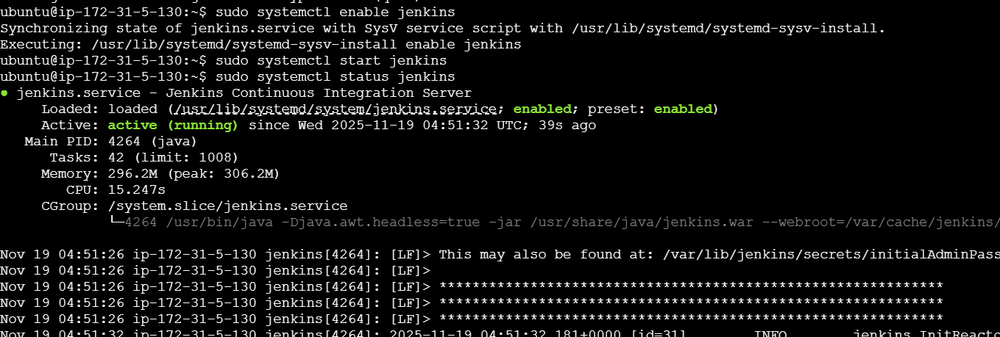 ubuntu@ip-172-31-5-130:~$ sudo systemctl enable jenkins
Synchronizing state of jenkins.service with SysV service script with /usr/lib/systemd/systemd-sysv-install.
Executing: /usr/lib/systemd/systemd-sysv-install enable jenkins
ubuntu@ip-172-31-5-130:~$ sudo systemctl start jenkins
ubuntu@ip-172-31-5-130:~$ sudo systemctl status jenkins
● jenkins.service - Jenkins Continuous Integration Server
     Loaded: loaded (/usr/lib/systemd/system/jenkins.service; enabled; preset: enabled)
     Active: active (running) since Wed 2025-11-19 04:51:32 UTC; 39s ago
   Main PID: 4264 (java)
      Tasks: 42 (limit: 1008)
     Memory: 296.2M (peak: 306.2M)
        CPU: 15.247s
     CGroup: /system.slice/jenkins.service
             └─4264 /usr/bin/java -Djava.awt.headless=true -jar /usr/share/java/jenkins.war --webroot=/var/cache/jenkins/
Nov 19 04:51:26 ip-172-31-5-130 jenkins[4264]: [LF]> This may also be found at: /var/lib/jenkins/secrets/initialAdminPass
Nov 19 04:51:26 ip-172-31-5-130 jenkins[4264]: [LF]>
Nov 19 04:51:26 ip-172-31-5-130 jenkins[4264]: [LF]> *************************************************************
Nov 19 04:51:26 ip-172-31-5-130 jenkins[4264]: [LF]> *************************************************************
Nov 19 04:51:26 ip-172-31-5-130 jenkins[4264]: [LF]> *************************************************************
Nov 19 04:51:32 ip-172-31-5-130 jenkins[4264]: 2025-11-19 04:51:32.181+0000 [id=31]        INFO        jenkins.InitReacto